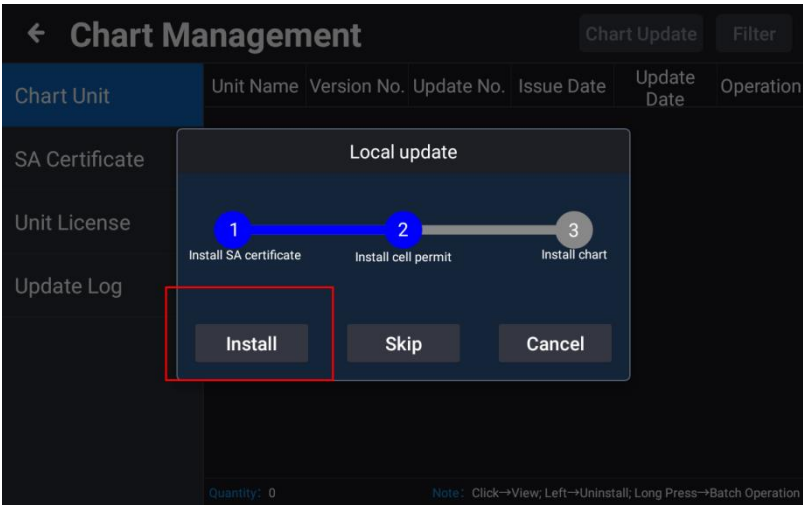 ← Chart Management
Chart Update
Filter
Chart Unit
SA Certificate
Unit License
Update Log
Unit Name Version No. Update No. Issue Date Update Date Operation
Local update
1 2 3
Install SA certificate Install cell permit Install chart
Install Skip Cancel
Quantity: 0 Note: Click→View; Left→Uninstall; Long Press→Batch Operation